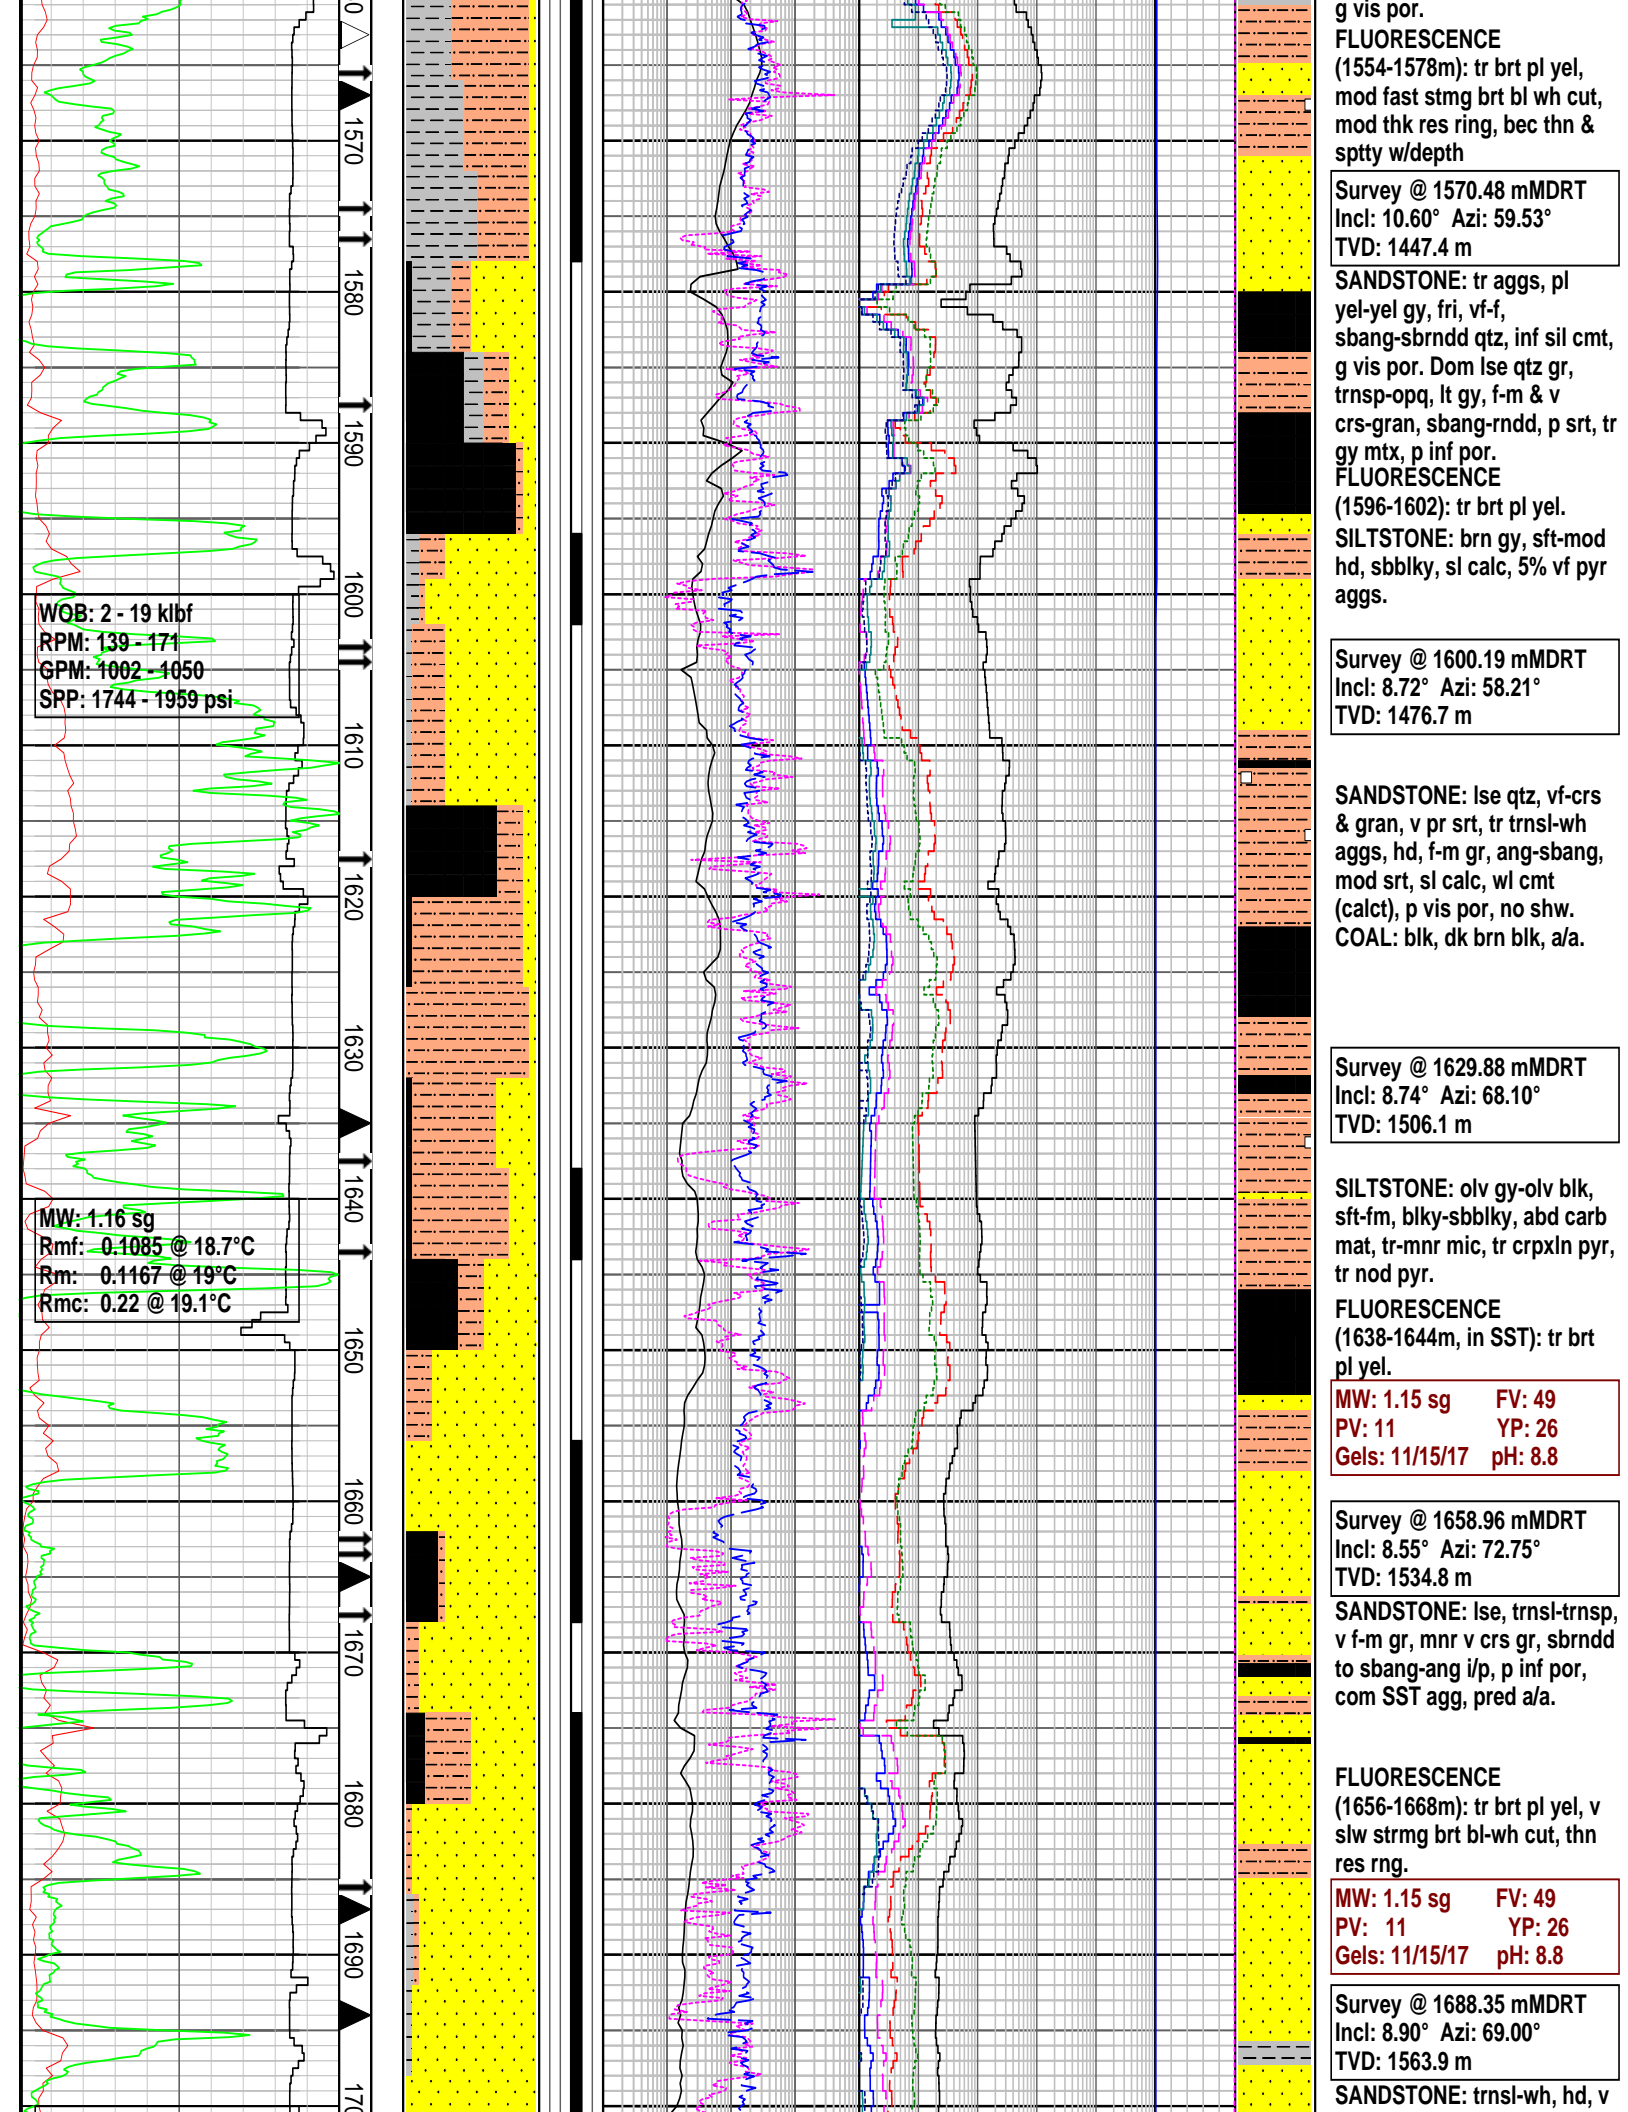 0
1570
1580
1590
1600
1610
1620
1630
1640
1650
1660
1670
1680
1690
170
WOB: 2 - 19 klbf
RPM: 139 - 171
GPM: 1002 - 1050
SPP: 1744 - 1959 psi
MW: 1.16 sg
Rmf: 0.1085 @ 18.7°C
Rm: 0.1167 @ 19°C
Rmc: 0.22 @ 19.1°C
g vis por.
FLUORESCENCE
(1554-1578m): tr brt pl yel,
mod fast stmg brt bl wh cut,
mod thk res ring, bec thn &
sptty w/depth
Survey @ 1570.48 mMDRT
Incl: 10.60° Azi: 59.53°
TVD: 1447.4 m
SANDSTONE: tr aggs, pl
yel-yel gy, fri, vf-f,
sbang-sbrndd qtz, inf sil cmt,
g vis por. Dom lse qtz gr,
trnsp-opq, lt gy, f-m & v
crs-gran, sbang-rndd, p srt, tr
gy mtx, p inf por.
FLUORESCENCE
(1596-1602): tr brt pl yel.
SILTSTONE: brn gy, sft-mod
hd, sbblky, sl calc, 5% vf pyr
aggs.
Survey @ 1600.19 mMDRT
Incl: 8.72° Azi: 58.21°
TVD: 1476.7 m
SANDSTONE: lse qtz, vf-crs
& gran, v pr srt, tr trnsl-wh
aggs, hd, f-m gr, ang-sbang,
mod srt, sl calc, wl cmt
(calct), p vis por, no shw.
COAL: blk, dk brn blk, a/a.
Survey @ 1629.88 mMDRT
Incl: 8.74° Azi: 68.10°
TVD: 1506.1 m
SILTSTONE: olv gy-olv blk,
sft-fm, blky-sbblky, abd carb
mat, tr-mnr mic, tr crpxln pyr,
tr nod pyr.
FLUORESCENCE
(1638-1644m, in SST): tr brt
pl yel.
MW: 1.15 sg FV: 49
PV: 11 YP: 26
Gels: 11/15/17 pH: 8.8
Survey @ 1658.96 mMDRT
Incl: 8.55° Azi: 72.75°
TVD: 1534.8 m
SANDSTONE: lse, trnsl-trnsp,
v f-m gr, mnr v crs gr, sbrndd
to sbang-ang i/p, p inf por,
com SST agg, pred a/a.
FLUORESCENCE
(1656-1668m): tr brt pl yel, v
slw strmg brt bl-wh cut, thn
res rng.
MW: 1.15 sg FV: 49
PV: 11 YP: 26
Gels: 11/15/17 pH: 8.8
Survey @ 1688.35 mMDRT
Incl: 8.90° Azi: 69.00°
TVD: 1563.9 m
SANDSTONE: trnsl-wh, hd, v